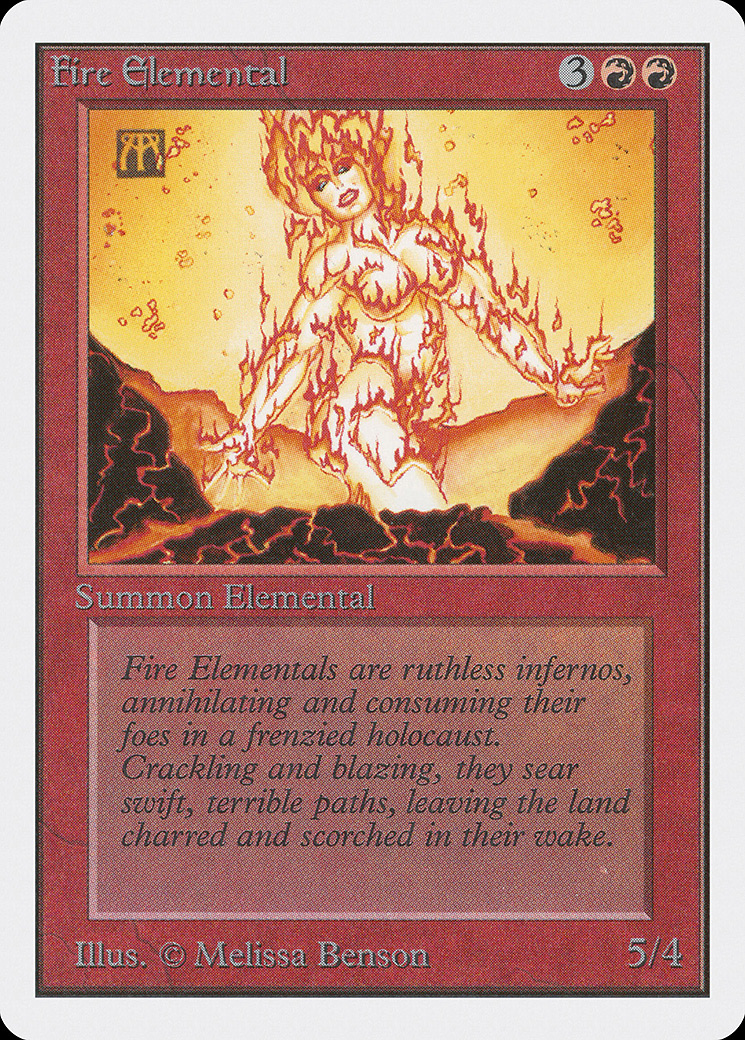 Fire Elemental 3
Summon Elemental
Fire Elementals are ruthless infernos,
annihilating and consuming their
foes in a frenzied holocaust.
Crackling and blazing, they sear
swift, terrible paths, leaving the land
charred and scorched in their wake.
Illus. © Melissa Benson 5/4